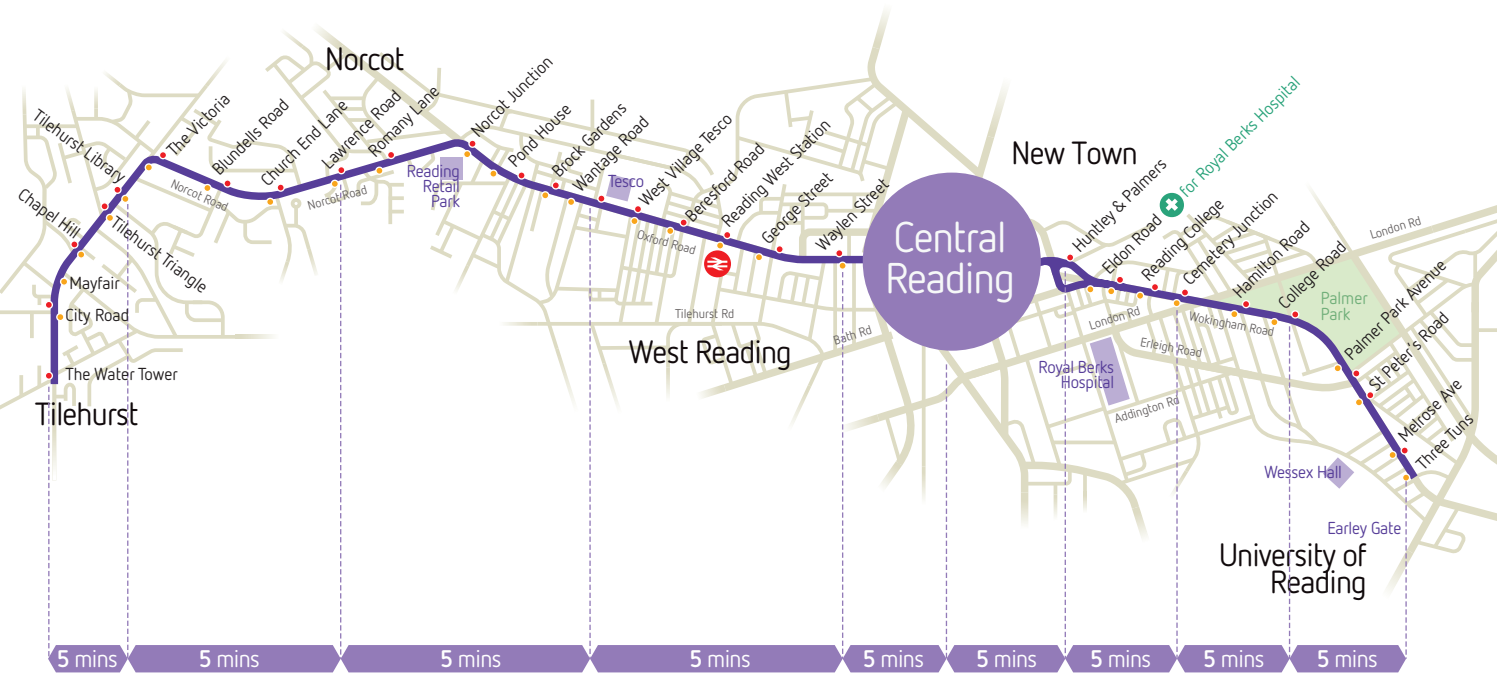 Norcot
Tilehurst Library
The Victoria
Blundells Road
Church End Lane
Lawrence Road
Romany Lane
Norcot Junction
Pond House
Brock Gardens
Wantage Road
Tesco
West Village Tesco
Beresford Road
Reading West Station
George Street
Waylen Street
Central
Reading
New Town
Huntley & Palmers
Eldon Road
for Royal Berks Hospital
Reading College
Cemetery Junction
Hamilton Road
College Road
London Rd
Palmer
Park
Palmer Park Avenue
St Peter's Road
Melrose Ave
Three Tuns
Chapel Hill
Tilehurst Triangle
Mayfair
City Road
The Water Tower
Tilehurst
Norcot Road
Norcot Road
Reading
Retail
Park
Oxford Road
Tilehurst Rd
West Reading
Bath Rd
London Rd
Wokingham Road
Erleigh Road
Royal Berks
Hospital
Addington Rd
Wessex Hall
Earley Gate
University of
Reading
5 mins
5 mins
5 mins
5 mins
5 mins
5 mins
5 mins
5 mins
5 mins